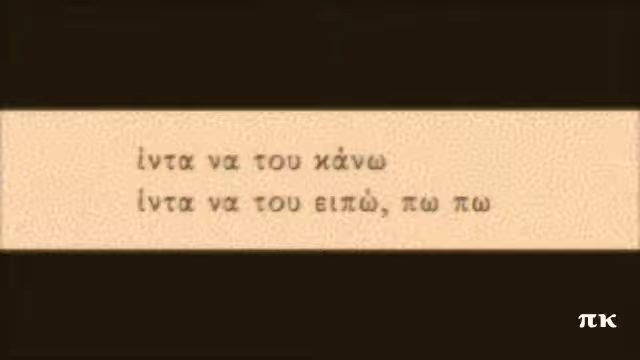 ίντα να του κάνω
ίντα να του ειπώ, πω πω
πκ